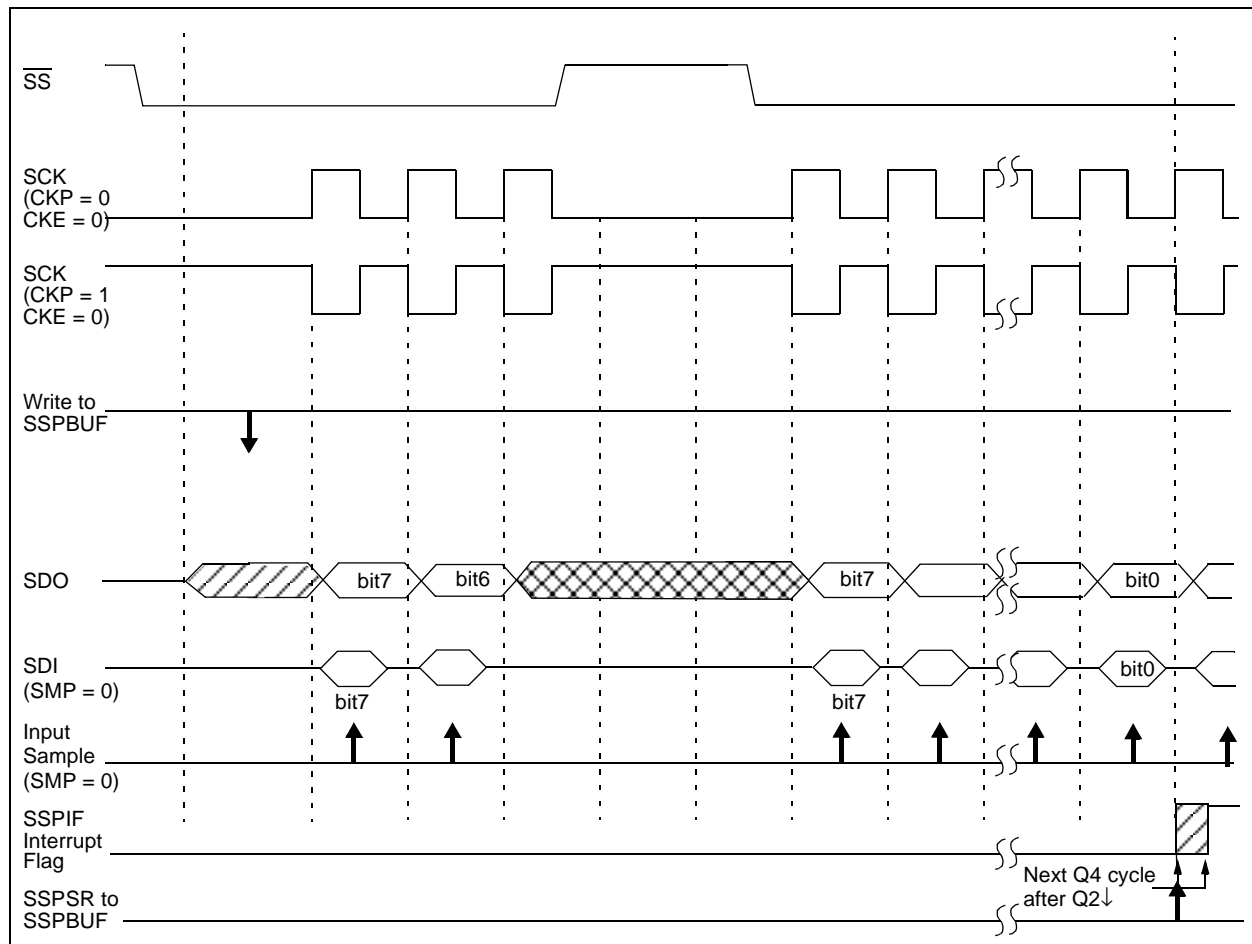 SS
SCK
(CKP = 0
CKE = 0)
SCK
(CKP = 1
CKE = 0)
Write to
SSPBUF
SDO
bit7
bit6
bit7
bit0
SDI
(SMP = 0)
bit7
bit7
bit0
Input
Sample
(SMP = 0)
SSPIF
Interrupt
Flag
Next Q4 cycle
after Q2↓
SSPSR to
SSPBUF